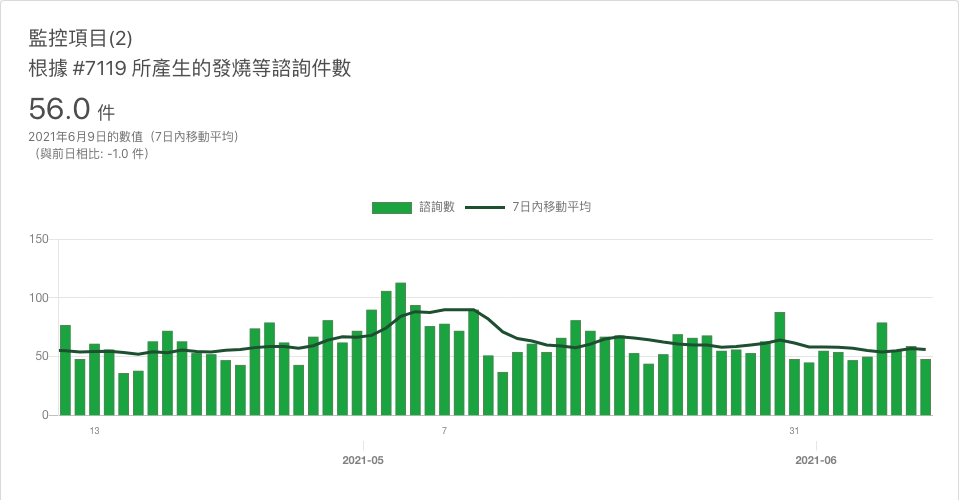 監控項目(2)
根據 #7119 所產生的發燒等諮詢件數
56.0 件
2021年6月9日的數值（7日內移動平均）
（與前日相比: -1.0 件）
諮詢數 7日內移動平均
150
100
50
0
13 7 31
2021-05 2021-06